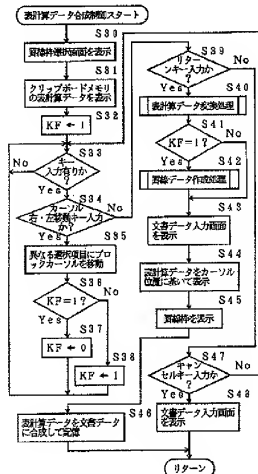 表計算データ合成制御スタート
S30
罫線枠選択画面を表示
S31
クリップボードメモリ
の表計算データを表示
S32
KF ← 1
S33
キー
入力有りか
?
No
Yes
S34
カーソル
右・左移動キー入力
か?
No
Yes
S35
異なる選択項目にブロ
ックカーソルを移動
S36
KF=1?
No
Yes
S37
KF ← 0
S38
KF ← 1
S39
リター
ンキー入力か
?
No
Yes
S40
表計算データ変換処理
S41
KF=1?
No
Yes
S42
罫線データ作成処理
S43
文書データ入力画面
を表示
S44
表計算データをカーソル
位置に基いて表示
S45
罫線枠を表示
S46
表計算データを文書データ
に合成して記憶
S47
キャン
セルキー入力か
?
No
Yes
S48
文書データ入力画面
を表示
リターン